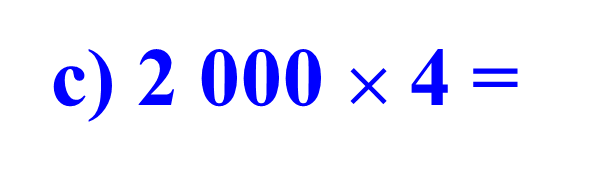 c) 2 000 × 4 =